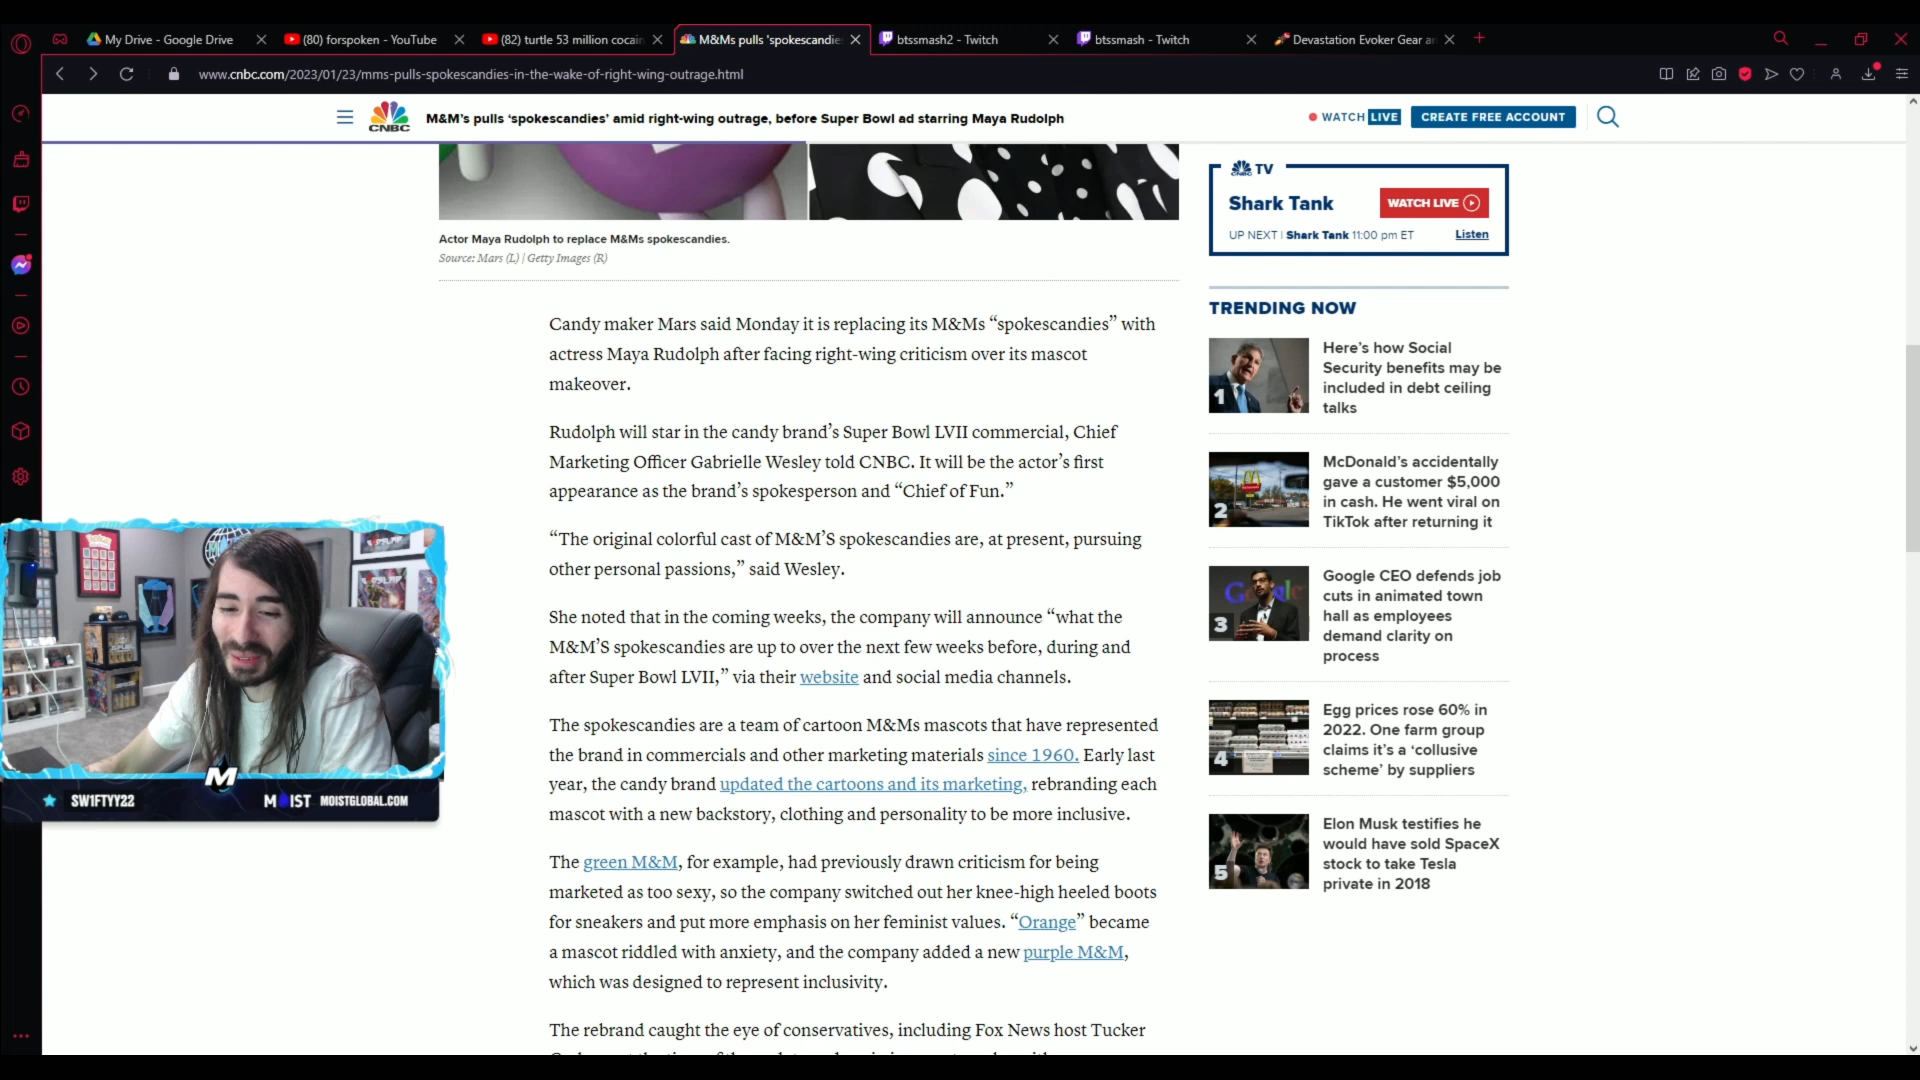 My Drive - Google Drive
(80) forspoken - YouTube
(82) turtle 53 million cocain
M&Ms pulls 'spokescandie
btssmash2 - Twitch
btssmash - Twitch
Devastation Evoker Gear an
www.cnbc.com/2023/01/23/mms-pulls-spokescandies-in-the-wake-of-right-wing-outrage.html
CNBC
M&M’s pulls ‘spokescandies’ amid right-wing outrage, before Super Bowl ad starring Maya Rudolph
WATCH LIVE
CREATE FREE ACCOUNT
Actor Maya Rudolph to replace M&Ms spokescandies.
Source: Mars (L) | Getty Images (R)
Candy maker Mars said Monday it is replacing its M&Ms “spokescandies” with
actress Maya Rudolph after facing right-wing criticism over its mascot
makeover.
Rudolph will star in the candy brand’s Super Bowl LVII commercial, Chief
Marketing Officer Gabrielle Wesley told CNBC. It will be the actor’s first
appearance as the brand’s spokesperson and “Chief of Fun.”
“The original colorful cast of M&M’S spokescandies are, at present, pursuing
other personal passions,” said Wesley.
She noted that in the coming weeks, the company will announce “what the
M&M’S spokescandies are up to over the next few weeks before, during and
after Super Bowl LVII,” via their website and social media channels.
The spokescandies are a team of cartoon M&Ms mascots that have represented
the brand in commercials and other marketing materials since 1960. Early last
year, the candy brand updated the cartoons and its marketing, rebranding each
mascot with a new backstory, clothing and personality to be more inclusive.
The green M&M, for example, had previously drawn criticism for being
marketed as too sexy, so the company switched out her knee-high heeled boots
for sneakers and put more emphasis on her feminist values. “Orange” became
a mascot riddled with anxiety, and the company added a new purple M&M,
which was designed to represent inclusivity.
The rebrand caught the eye of conservatives, including Fox News host Tucker
CNBC TV
Shark Tank
WATCH LIVE
UP NEXT | Shark Tank 11:00 pm ET
Listen
TRENDING NOW
1
Here’s how Social
Security benefits may be
included in debt ceiling
talks
2
McDonald’s accidentally
gave a customer $5,000
in cash. He went viral on
TikTok after returning it
3
Google CEO defends job
cuts in animated town
hall as employees
demand clarity on
process
4
Egg prices rose 60% in
2022. One farm group
claims it’s a ‘collusive
scheme’ by suppliers
5
Elon Musk testifies he
would have sold SpaceX
stock to take Tesla
private in 2018
M
SW1FTYY22
MOIST
MOISTGLOBAL.COM